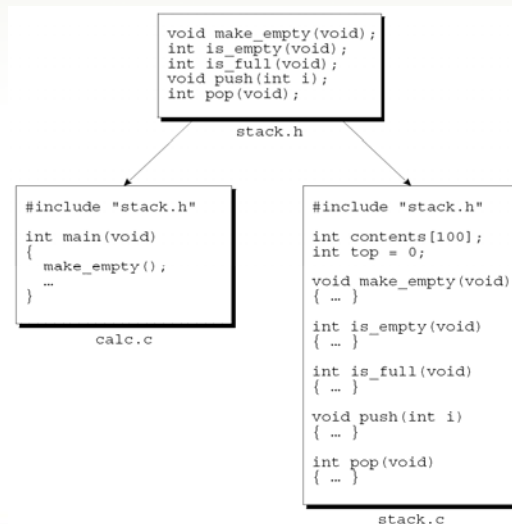 void make_empty(void);
int is_empty(void);
int is_full(void);
void push(int i);
int pop(void);
stack.h
#include "stack.h"
int main(void)
{
make_empty();
…
}
calc.c
#include "stack.h"
int contents[100];
int top = 0;
void make_empty(void)
{ … }
int is_empty(void)
{ … }
int is_full(void)
{ … }
void push(int i)
{ … }
int pop(void)
{ … }
stack.c